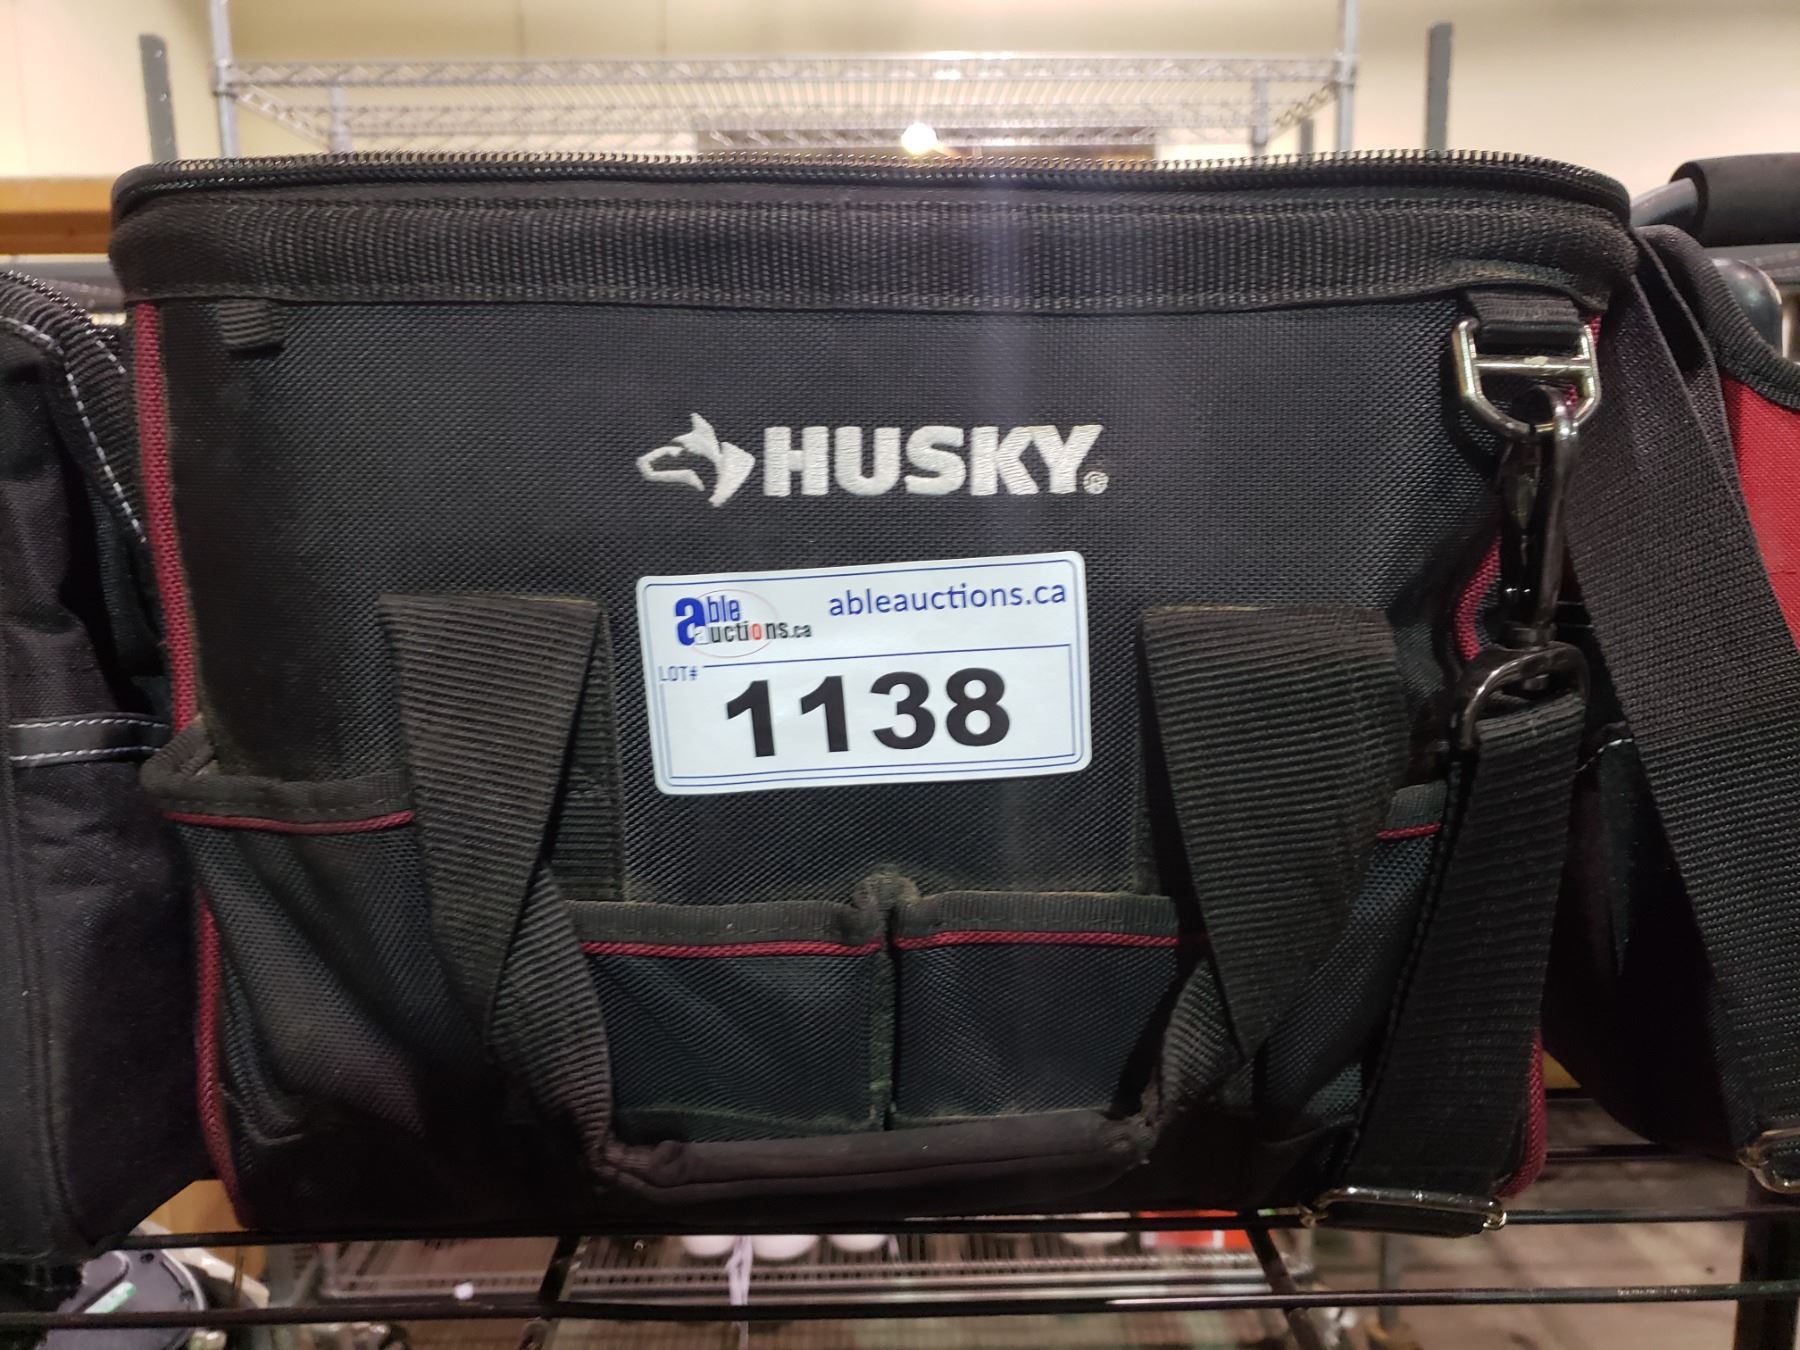 HUSKY®
able auctions.ca
ableauctions.ca
LOT#
1138